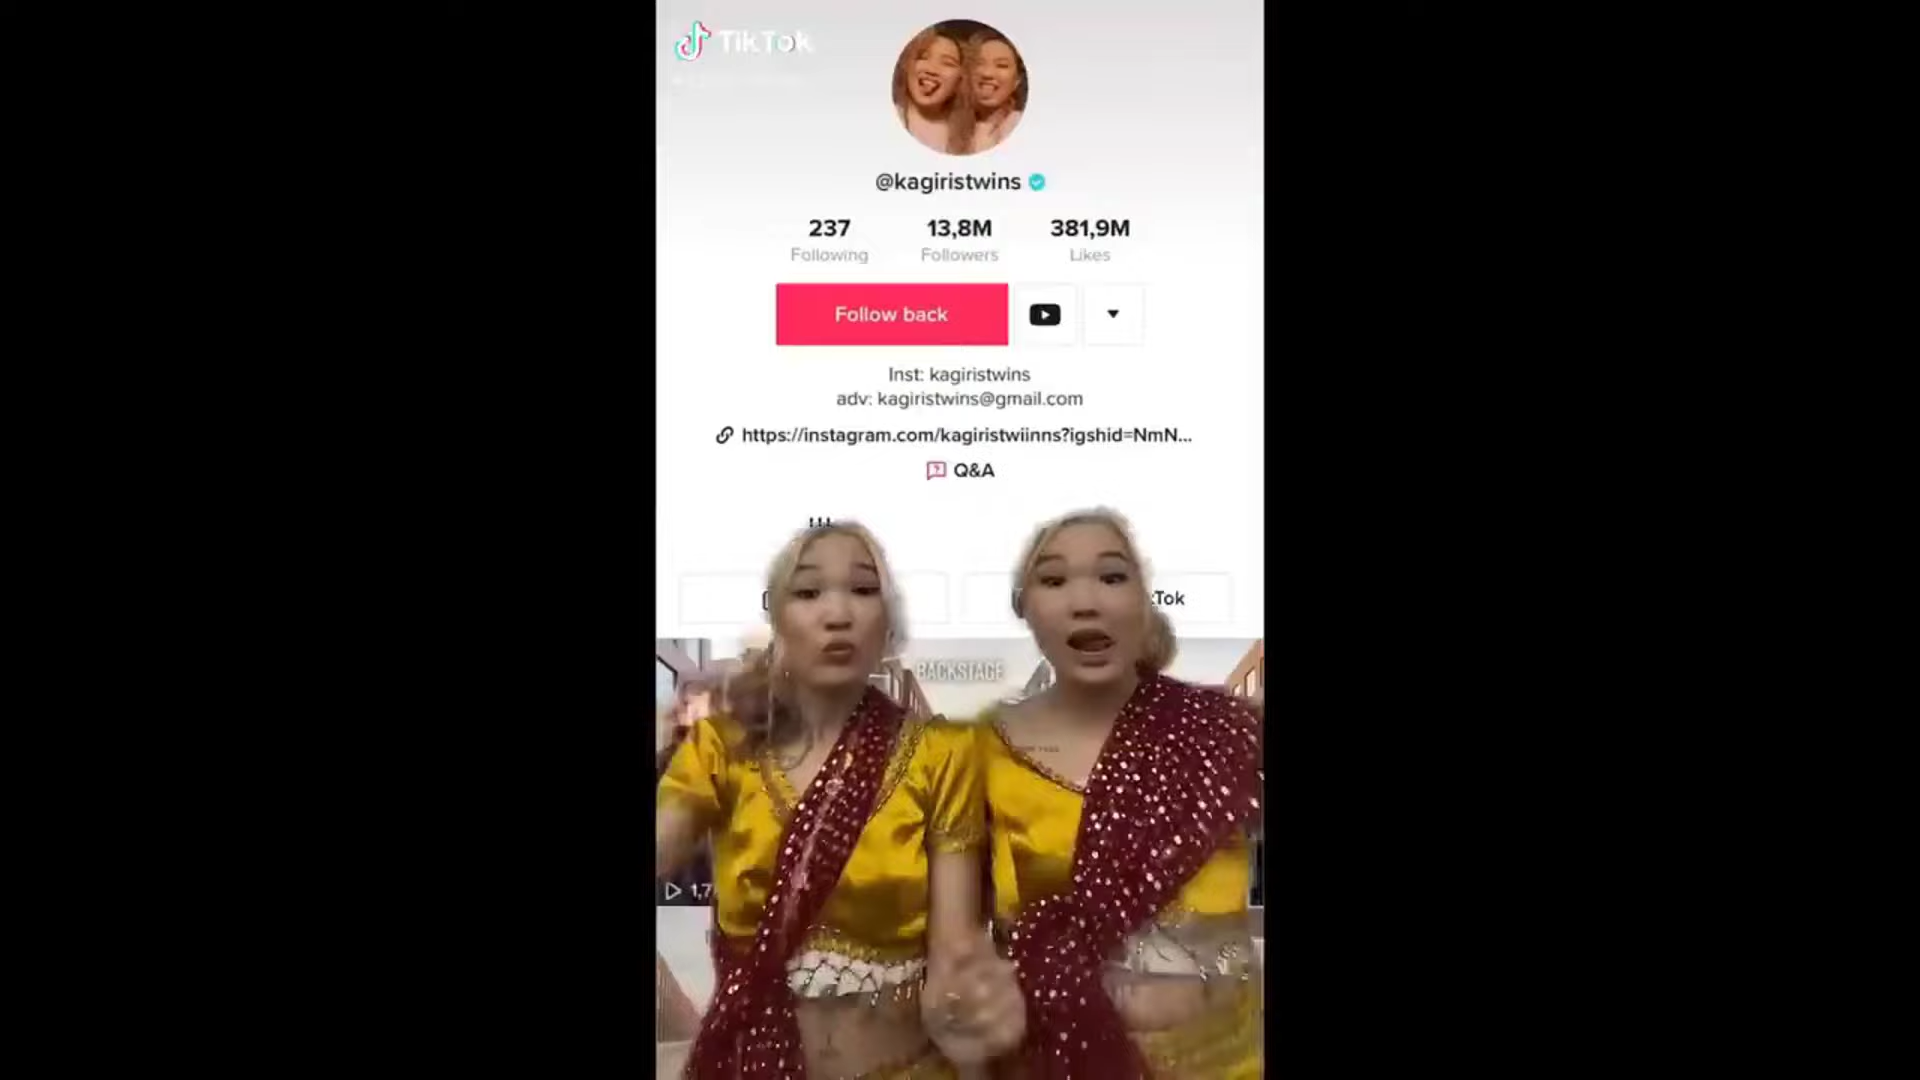 TikTok
@kagiristwins
237 13,8M 381,9M
Following Followers Likes
Follow back
Inst: kagiristwins
adv: kagiristwins@gmail.com
https://instagram.com/kagiristwiinns?igshid=NmN...
Q&A
BACKSTAGE